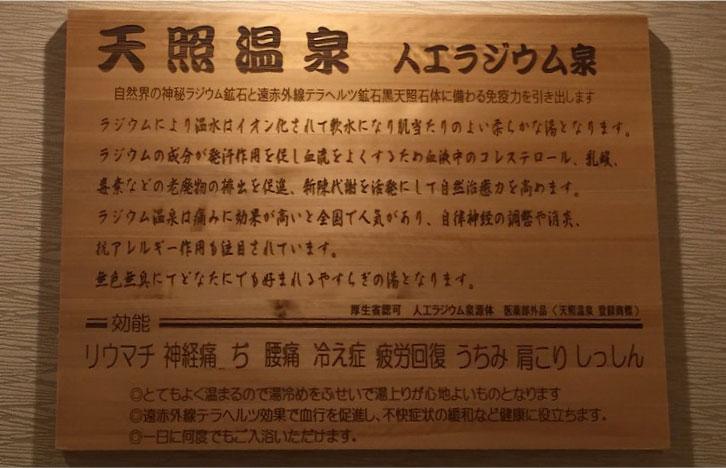 天照温泉 人工ラジウム泉
自然界の神秘ラジウム鉱石と遠赤外線テラヘルツ鉱石黒天照石体に備わる免疫力を引き出します
ラジウムにより温水はイオン化されて軟水になり肌当たりのよい柔らかな湯となります。
ラジウムの成分が発汗作用を促し血流をよくするため血液中のコレステロール、乳酸、
毒素などの老廃物の排出を促進、新陳代謝を活発にして自然治癒力を高めます。
ラジウム温泉は痛みに効果が高いと全国で人気があり、自律神経の調整や消炎、
抗アレルギー作用も注目されています。
無色無臭にてどなたにでも好まれるやすらぎの湯となります。
厚生省認可 人工ラジウム泉源体 医薬部外品(天照温泉 登録商標)
効能
リウマチ 神経痛 ぢ 腰痛 冷え症 疲労回復 うちみ 肩こり しっしん
◎とてもよく温まるので湯冷めをふせいで湯上りが心地よいものとなります
◎遠赤外線テラヘルツ効果で血行を促進し、不快症状の緩和など健康に役立ちます。
◎一日に何度でもご入浴いただけます。